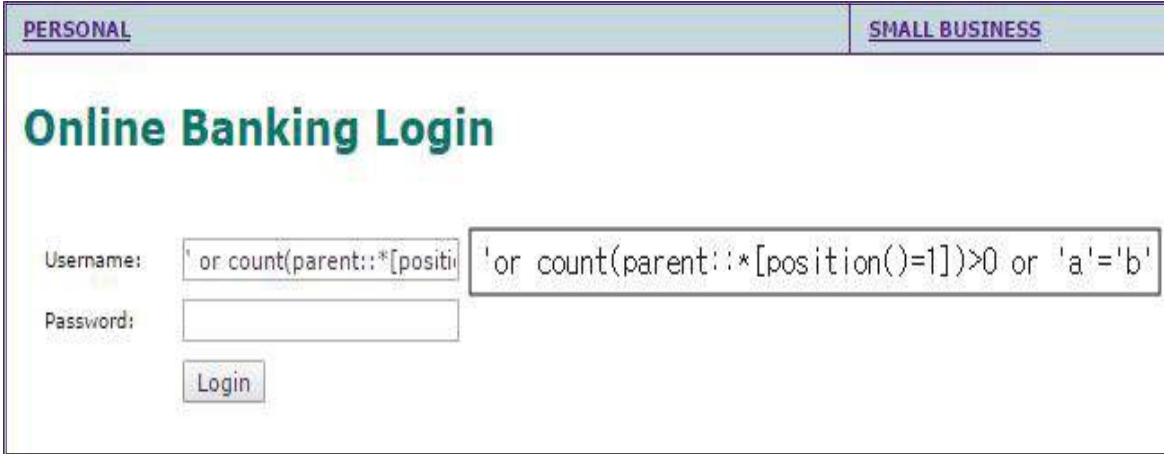 PERSONAL SMALL BUSINESS
Online Banking Login
Username: ' or count(parent::*[positi 'or count(parent::*[position()=1])>0 or 'a'='b'
Password:
Login